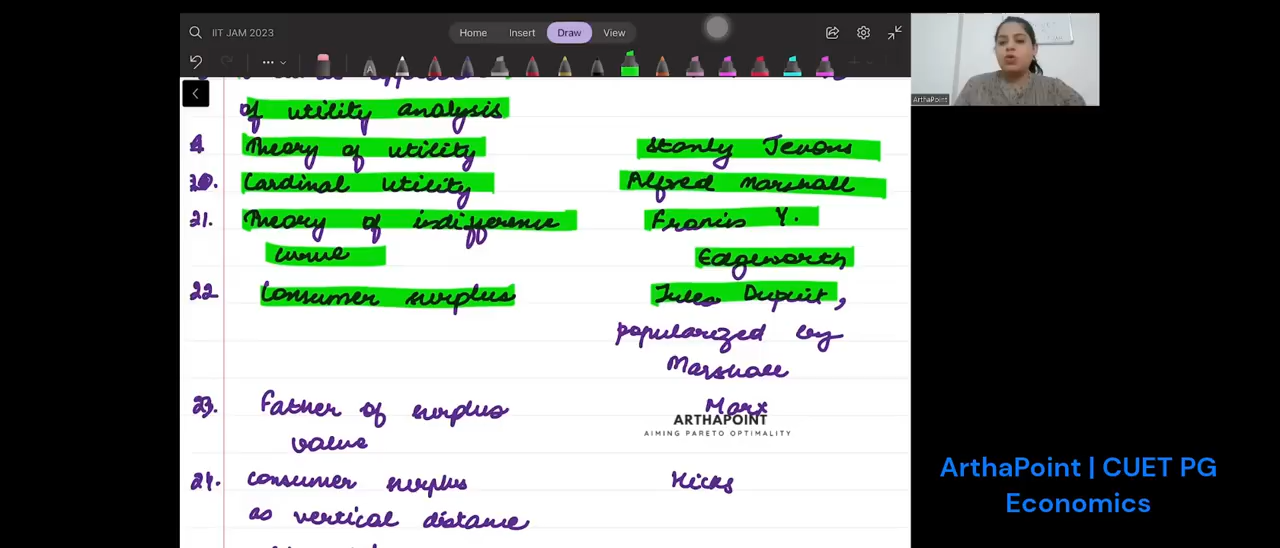 IIT JAM 2023
Home Insert Draw View
of utility analysis
Theory of utility Stanly Jevons
20. Cardinal utility Alfred Marshall
21. Theory of indifference Francis Y.
curve Edgeworth
22 Consumer surplus Jules Dupuit,
popularized by
Marshall
23. Father of surplus Marx
value
ARTHAPOINT
AIMING PARETO OPTIMALITY
24. Consumer surplus Hicks
as vertical distance
ArthaPoint
ArthaPoint | CUET PG
Economics